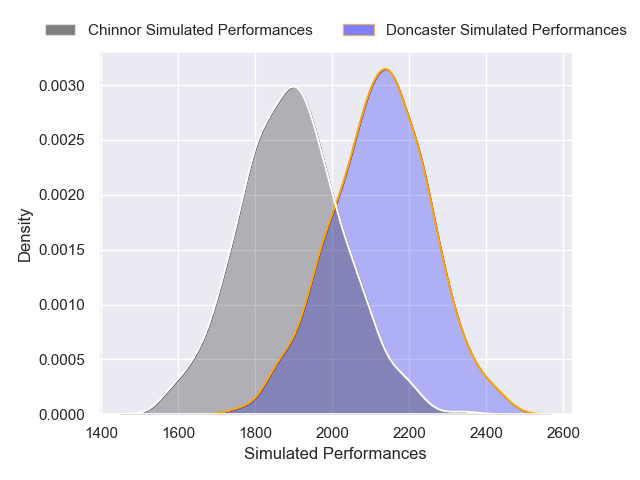 Chinnor Simulated Performances
Doncaster Simulated Performances
0.0030
0.0025
0.0020
0.0015
0.0010
0.0005
0.0000
Density
1400 1600 1800 2000 2200 2400 2600
Simulated Performances